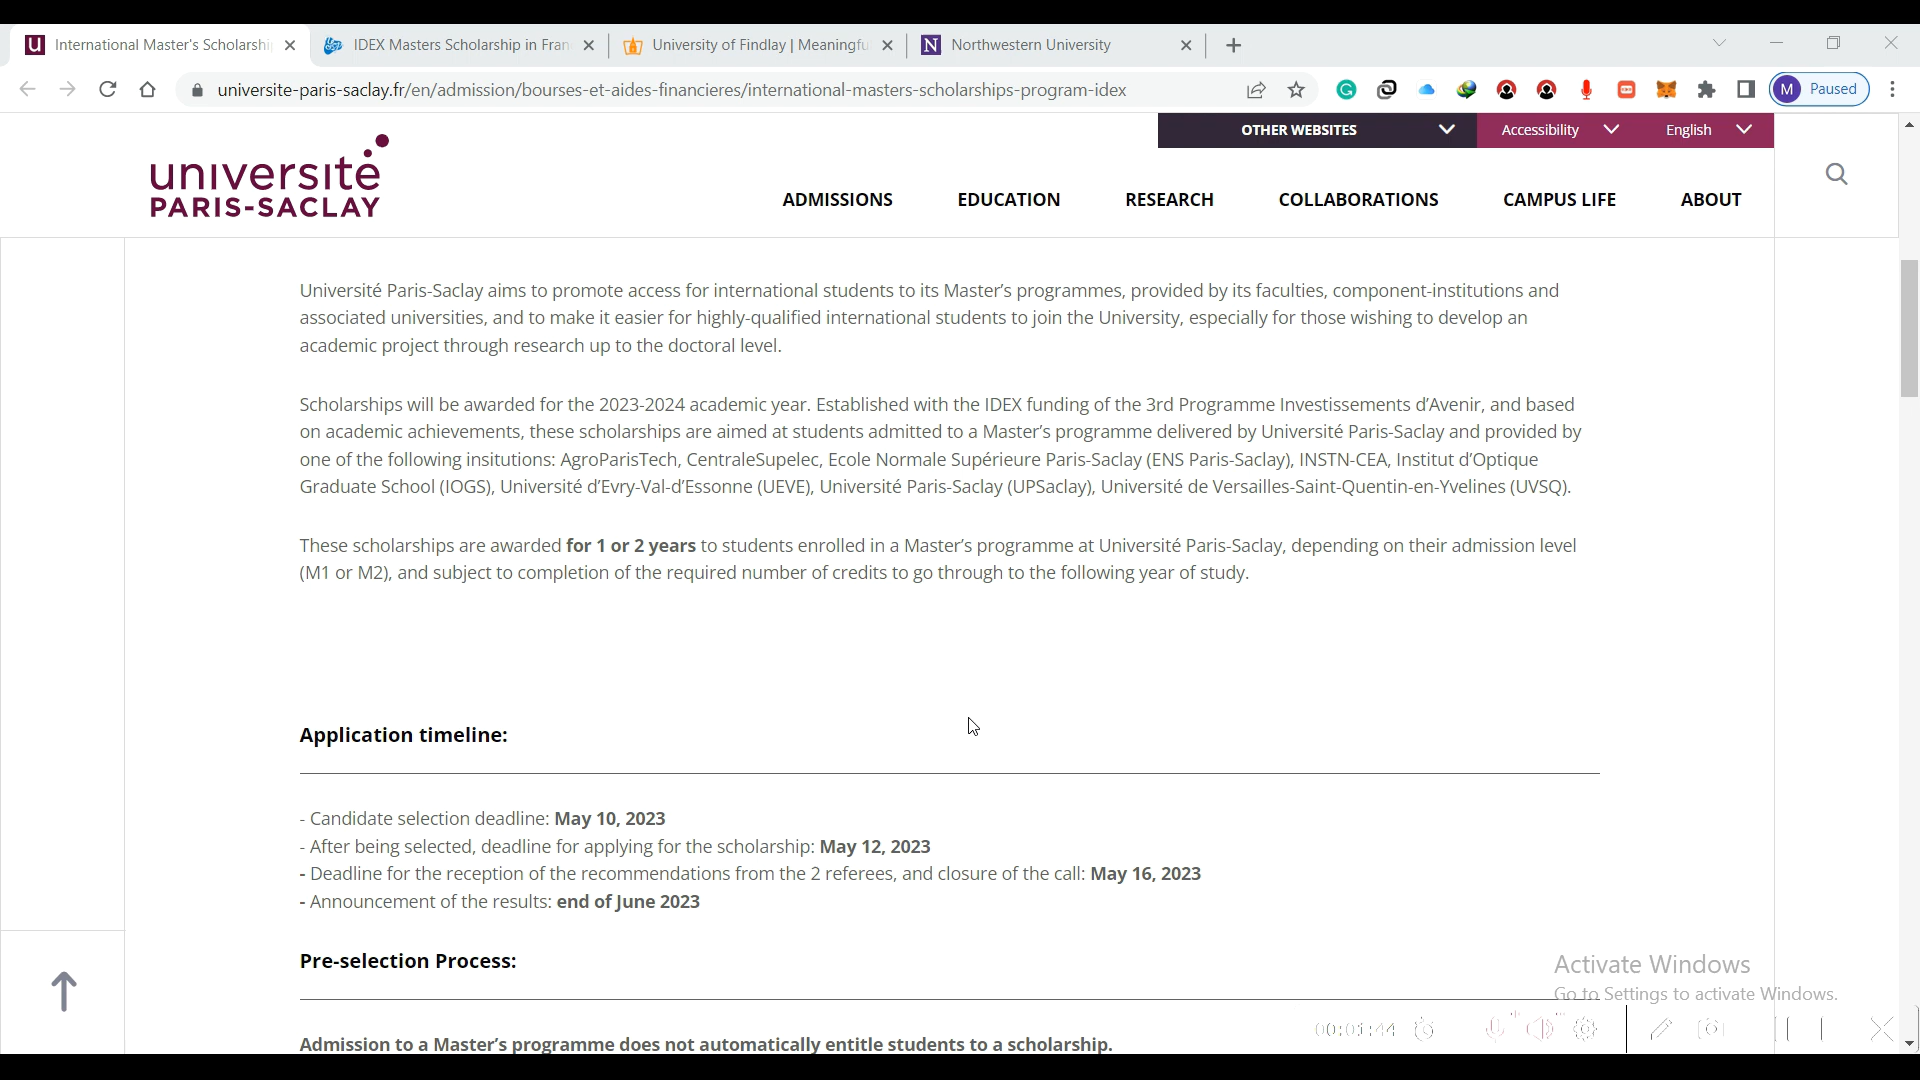 International Master's Scholarshi
IDEX Masters Scholarship in Fran
University of Findlay | Meaningfu
Northwestern University
universite-paris-saclay.fr/en/admission/bourses-et-aides-financieres/international-masters-scholarships-program-idex
M Paused
OTHER WEBSITES
Accessibility
English
université
PARIS-SACLAY
ADMISSIONS
EDUCATION
RESEARCH
COLLABORATIONS
CAMPUS LIFE
ABOUT
Université Paris-Saclay aims to promote access for international students to its Master's programmes, provided by its faculties, component-institutions and
associated universities, and to make it easier for highly-qualified international students to join the University, especially for those wishing to develop an
academic project through research up to the doctoral level.
Scholarships will be awarded for the 2023-2024 academic year. Established with the IDEX funding of the 3rd Programme Investissements d'Avenir, and based
on academic achievements, these scholarships are aimed at students admitted to a Master's programme delivered by Université Paris-Saclay and provided by
one of the following insitutions: AgroParisTech, CentraleSupelec, Ecole Normale Supérieure Paris-Saclay (ENS Paris-Saclay), INSTN-CEA, Institut d'Optique
Graduate School (IOGS), Université d'Evry-Val-d'Essonne (UEVE), Université Paris-Saclay (UPSaclay), Université de Versailles-Saint-Quentin-en-Yvelines (UVSQ).
These scholarships are awarded for 1 or 2 years to students enrolled in a Master's programme at Université Paris-Saclay, depending on their admission level
(M1 or M2), and subject to completion of the required number of credits to go through to the following year of study.
Application timeline:
- Candidate selection deadline: May 10, 2023
- After being selected, deadline for applying for the scholarship: May 12, 2023
- Deadline for the reception of the recommendations from the 2 referees, and closure of the call: May 16, 2023
- Announcement of the results: end of June 2023
Pre-selection Process:
Admission to a Master's programme does not automatically entitle students to a scholarship.
Activate Windows
Go to Settings to activate Windows.
00:01:44